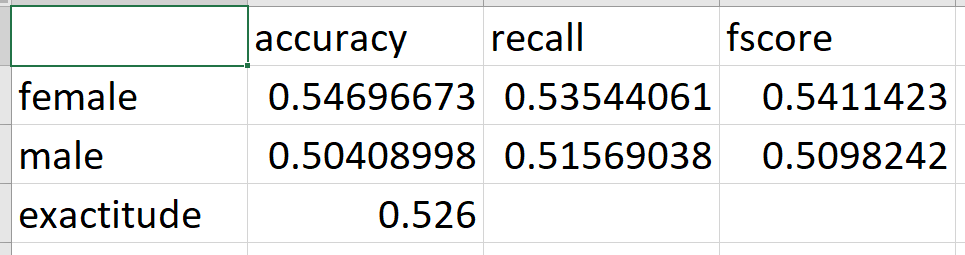 accuracy recall fscore
female 0.54696673 0.53544061 0.5411423
male 0.50408998 0.51569038 0.5098242
exactitude 0.526